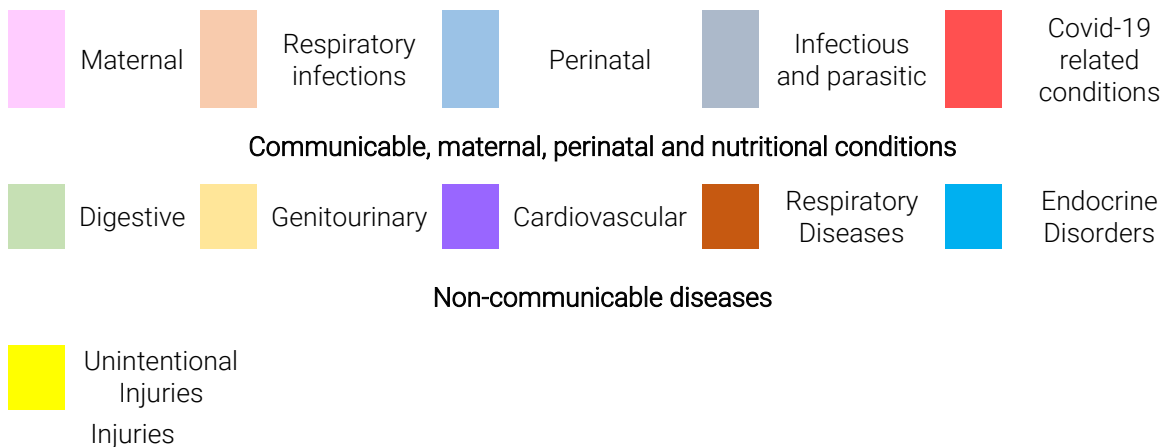 Maternal
Respiratory
infections
Perinatal
Infectious
and parasitic
Covid-19
related
conditions
Communicable, maternal, perinatal and nutritional conditions
Digestive
Genitourinary
Cardiovascular
Respiratory
Diseases
Endocrine
Disorders
Non-communicable diseases
Unintentional
Injuries
Injuries